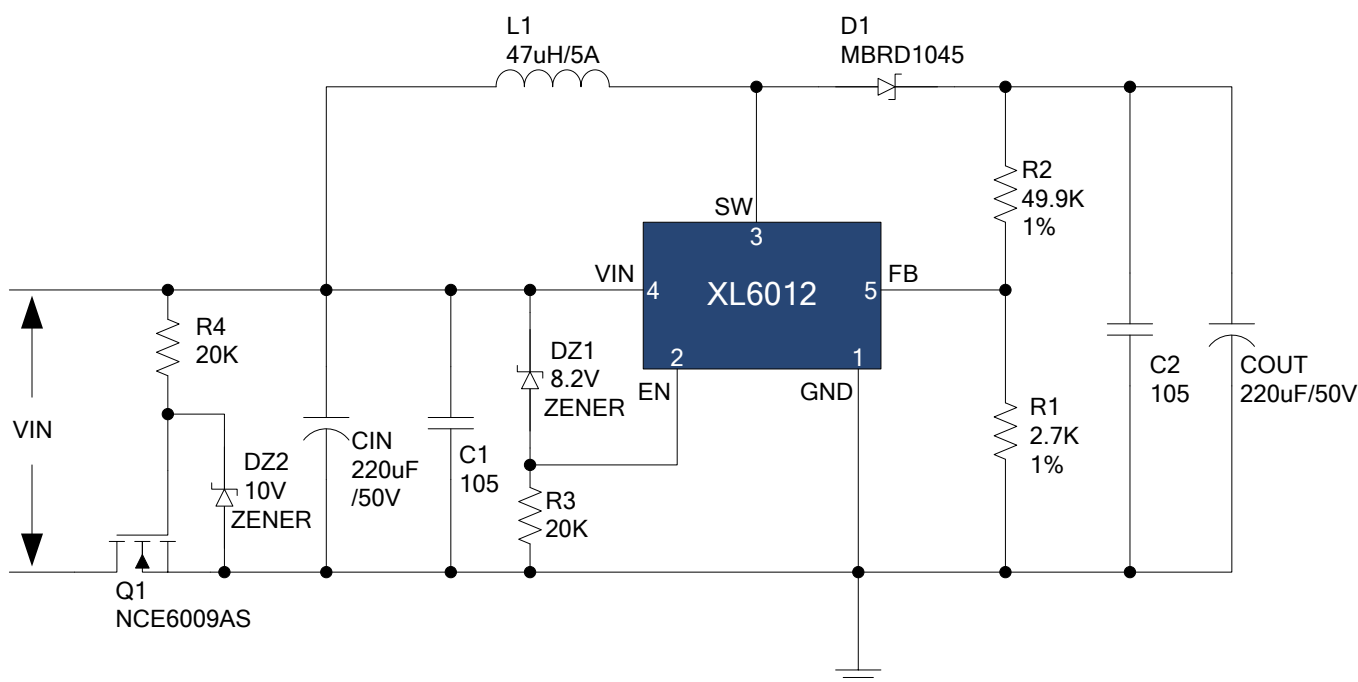 L1
47uH/5A
D1
MBRD1045
R2
49.9K
1%
SW
3
VIN
4
XL6012
5
FB
2
1
EN
GND
R4
20K
DZ1
8.2V
ZENER
VIN
CIN
220uF
/50V
C1
105
DZ2
10V
ZENER
R3
20K
R1
2.7K
1%
C2
105
COUT
220uF/50V
Q1
NCE6009AS